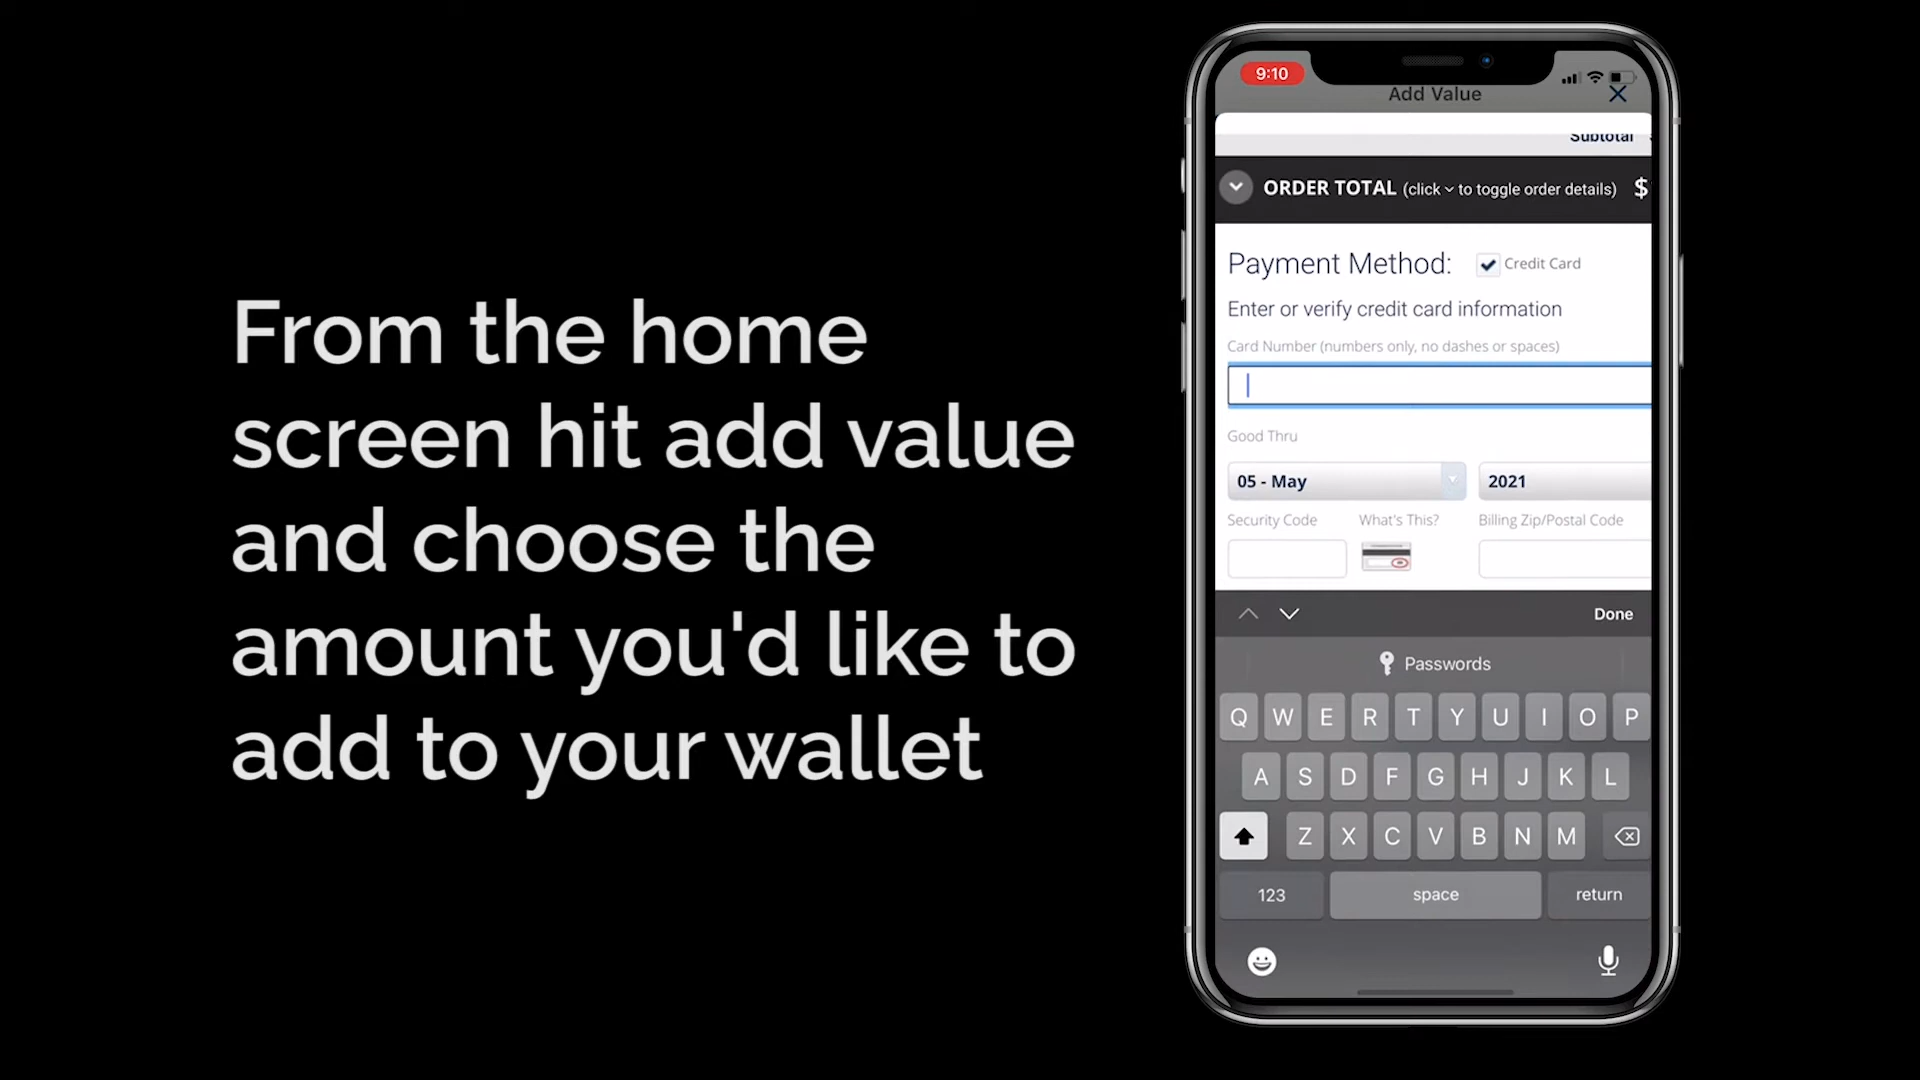 From the home
screen hit add value
and choose the
amount you'd like to
add to your wallet
9:10
Add Value
Subtotal
ORDER TOTAL (click to toggle order details) $
Payment Method: Credit Card
Enter or verify credit card information
Card Number (numbers only, no dashes or spaces)
Good Thru
05 - May 2021
Security Code What's This? Billing Zip/Postal Code
Done
Passwords
Q W E R T Y U I O P
A S D F G H J K L
Z X C V B N M
123 space return